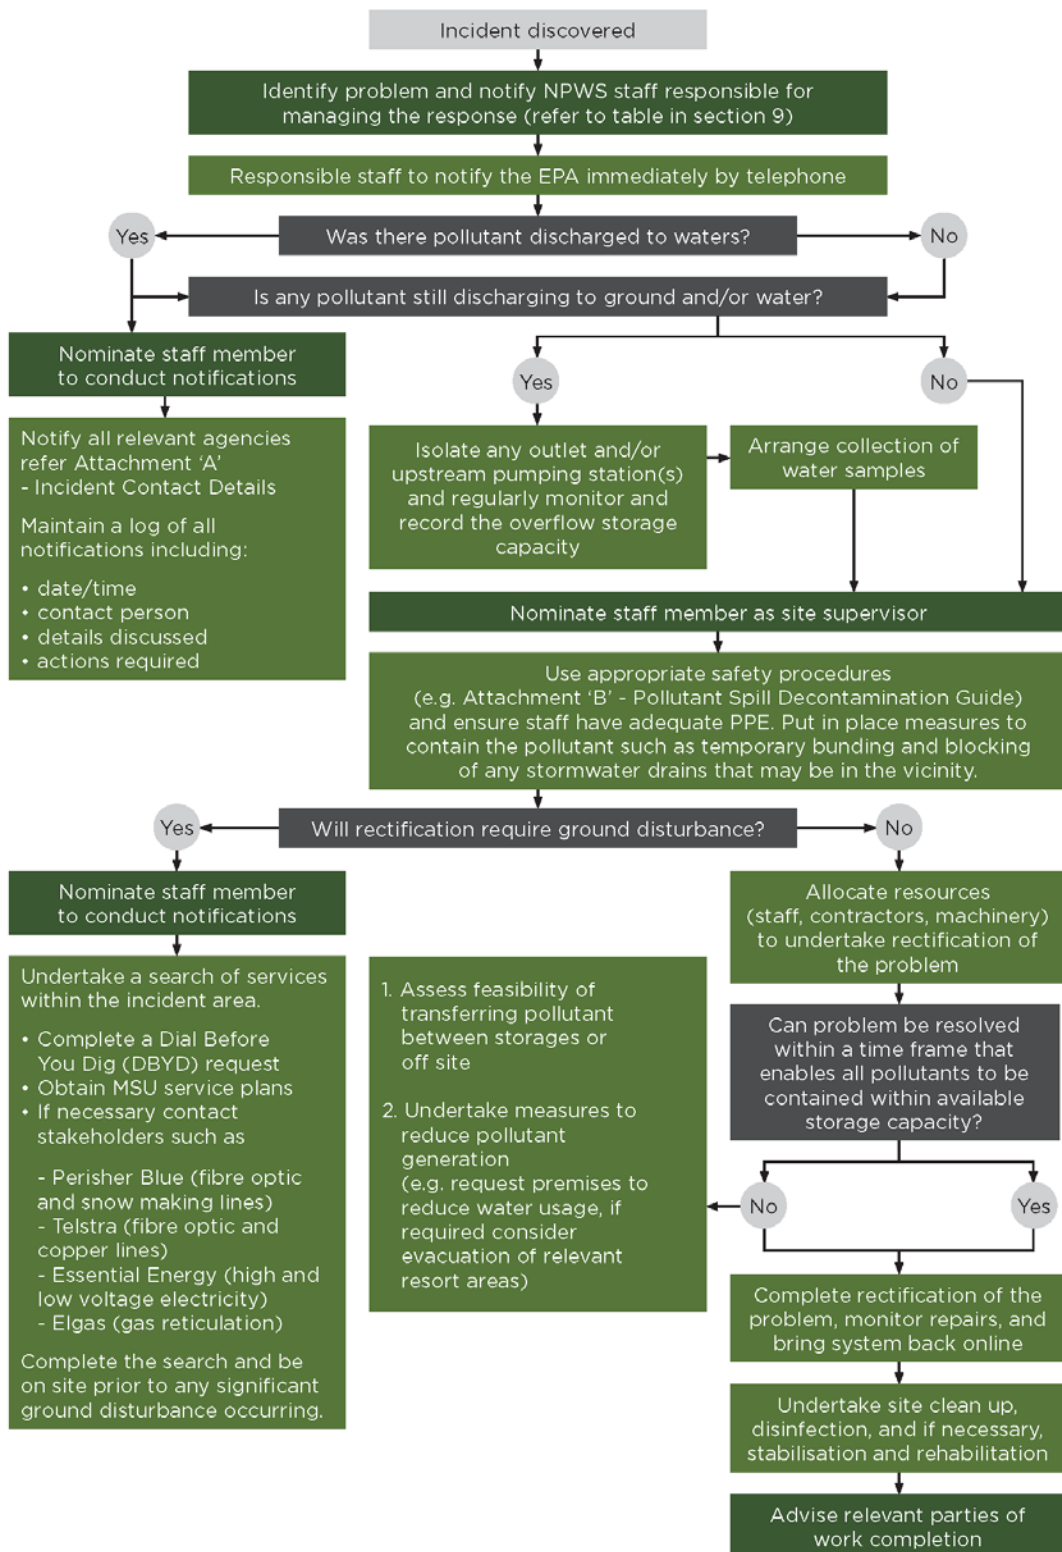 Incident discovered
Identify problem and notify NPWS staff responsible for
managing the response (refer to table in section 9)
Responsible staff to notify the EPA immediately by telephone
Yes
Was there pollutant discharged to waters?
No
Is any pollutant still discharging to ground and/or water?
Nominate staff member
to conduct notifications
Yes
No
Notify all relevant agencies
refer Attachment ‘A’
- Incident Contact Details
Maintain a log of all
notifications including:
• date/time
• contact person
• details discussed
• actions required
Isolate any outlet and/or
upstream pumping station(s)
and regularly monitor and
record the overflow storage
capacity
Arrange collection of
water samples
Nominate staff member as site supervisor
Use appropriate safety procedures
(e.g. Attachment ‘B’ - Pollutant Spill Decontamination Guide)
and ensure staff have adequate PPE. Put in place measures to
contain the pollutant such as temporary bunding and blocking
of any stormwater drains that may be in the vicinity.
Yes
Will rectification require ground disturbance?
No
Nominate staff member
to conduct notifications
Undertake a search of services
within the incident area.
• Complete a Dial Before
You Dig (DBYD) request
• Obtain MSU service plans
• If necessary contact
stakeholders such as
- Perisher Blue (fibre optic
and snow making lines)
- Telstra (fibre optic and
copper lines)
- Essential Energy (high and
low voltage electricity)
- Elgas (gas reticulation)
Complete the search and be
on site prior to any significant
ground disturbance occurring.
Allocate resources
(staff, contractors, machinery)
to undertake rectification of
the problem
Can problem be resolved
within a time frame that
enables all pollutants to be
contained within available
storage capacity?
No
Yes
1. Assess feasibility of
transferring pollutant
between storages or
off site
2. Undertake measures to
reduce pollutant
generation
(e.g. request premises to
reduce water usage, if
required consider
evacuation of relevant
resort areas)
Complete rectification of the
problem, monitor repairs, and
bring system back online
Undertake site clean up,
disinfection, and if necessary,
stabilisation and rehabilitation
Advise relevant parties of
work completion